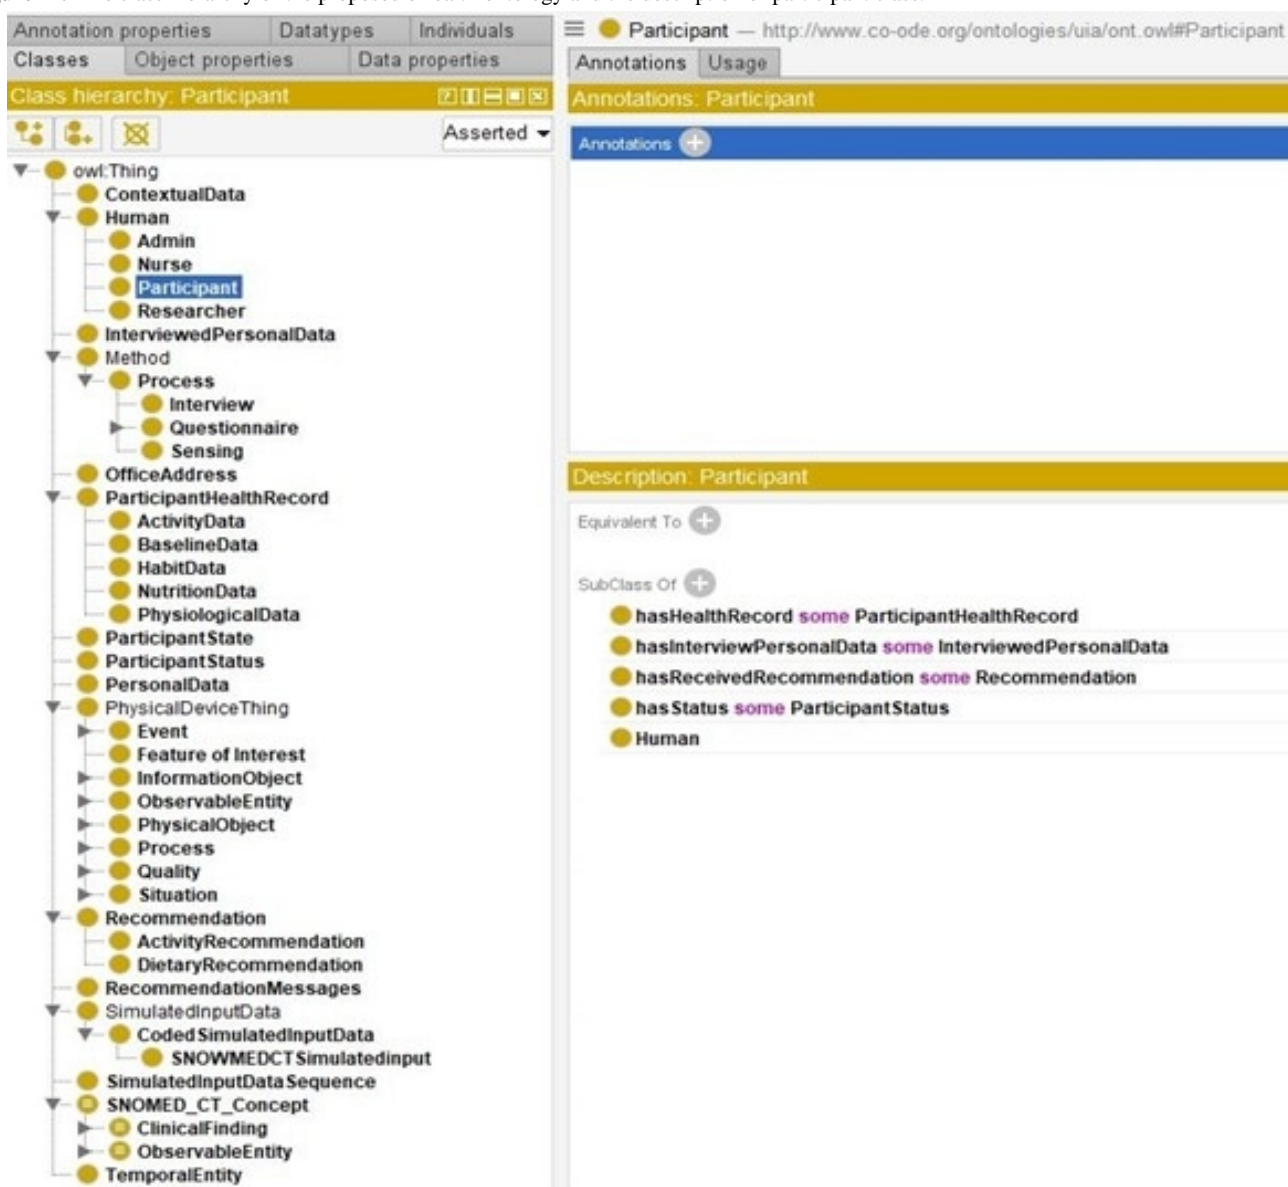 Annotation properties Datatypes Individuals
Classes Object properties Data properties
Class hierarchy: Participant
Asserted
owl:Thing
ContextualData
Human
Admin
Nurse
Participant
Researcher
InterviewedPersonalData
Method
Process
Interview
Questionnaire
Sensing
OfficeAddress
ParticipantHealthRecord
ActivityData
BaselineData
HabitData
NutritionData
PhysiologicalData
ParticipantState
ParticipantStatus
PersonalData
PhysicalDeviceThing
Event
Feature of Interest
InformationObject
ObservableEntity
PhysicalObject
Process
Quality
Situation
Recommendation
ActivityRecommendation
DietaryRecommendation
RecommendationMessages
SimulatedInputData
CodedSimulatedInputData
SNOWMEDCTSimulatedinput
SimulatedInputDataSequence
SNOMED_CT_Concept
ClinicalFinding
ObservableEntity
TemporalEntity
Participant — http://www.co-ode.org/ontologies/uia/ont.owl#Participant
Annotations Usage
Annotations: Participant
Annotations
Description: Participant
Equivalent To
SubClass Of
hasHealthRecord some ParticipantHealthRecord
hasInterviewPersonalData some InterviewedPersonalData
hasReceivedRecommendation some Recommendation
hasStatus some ParticipantStatus
Human